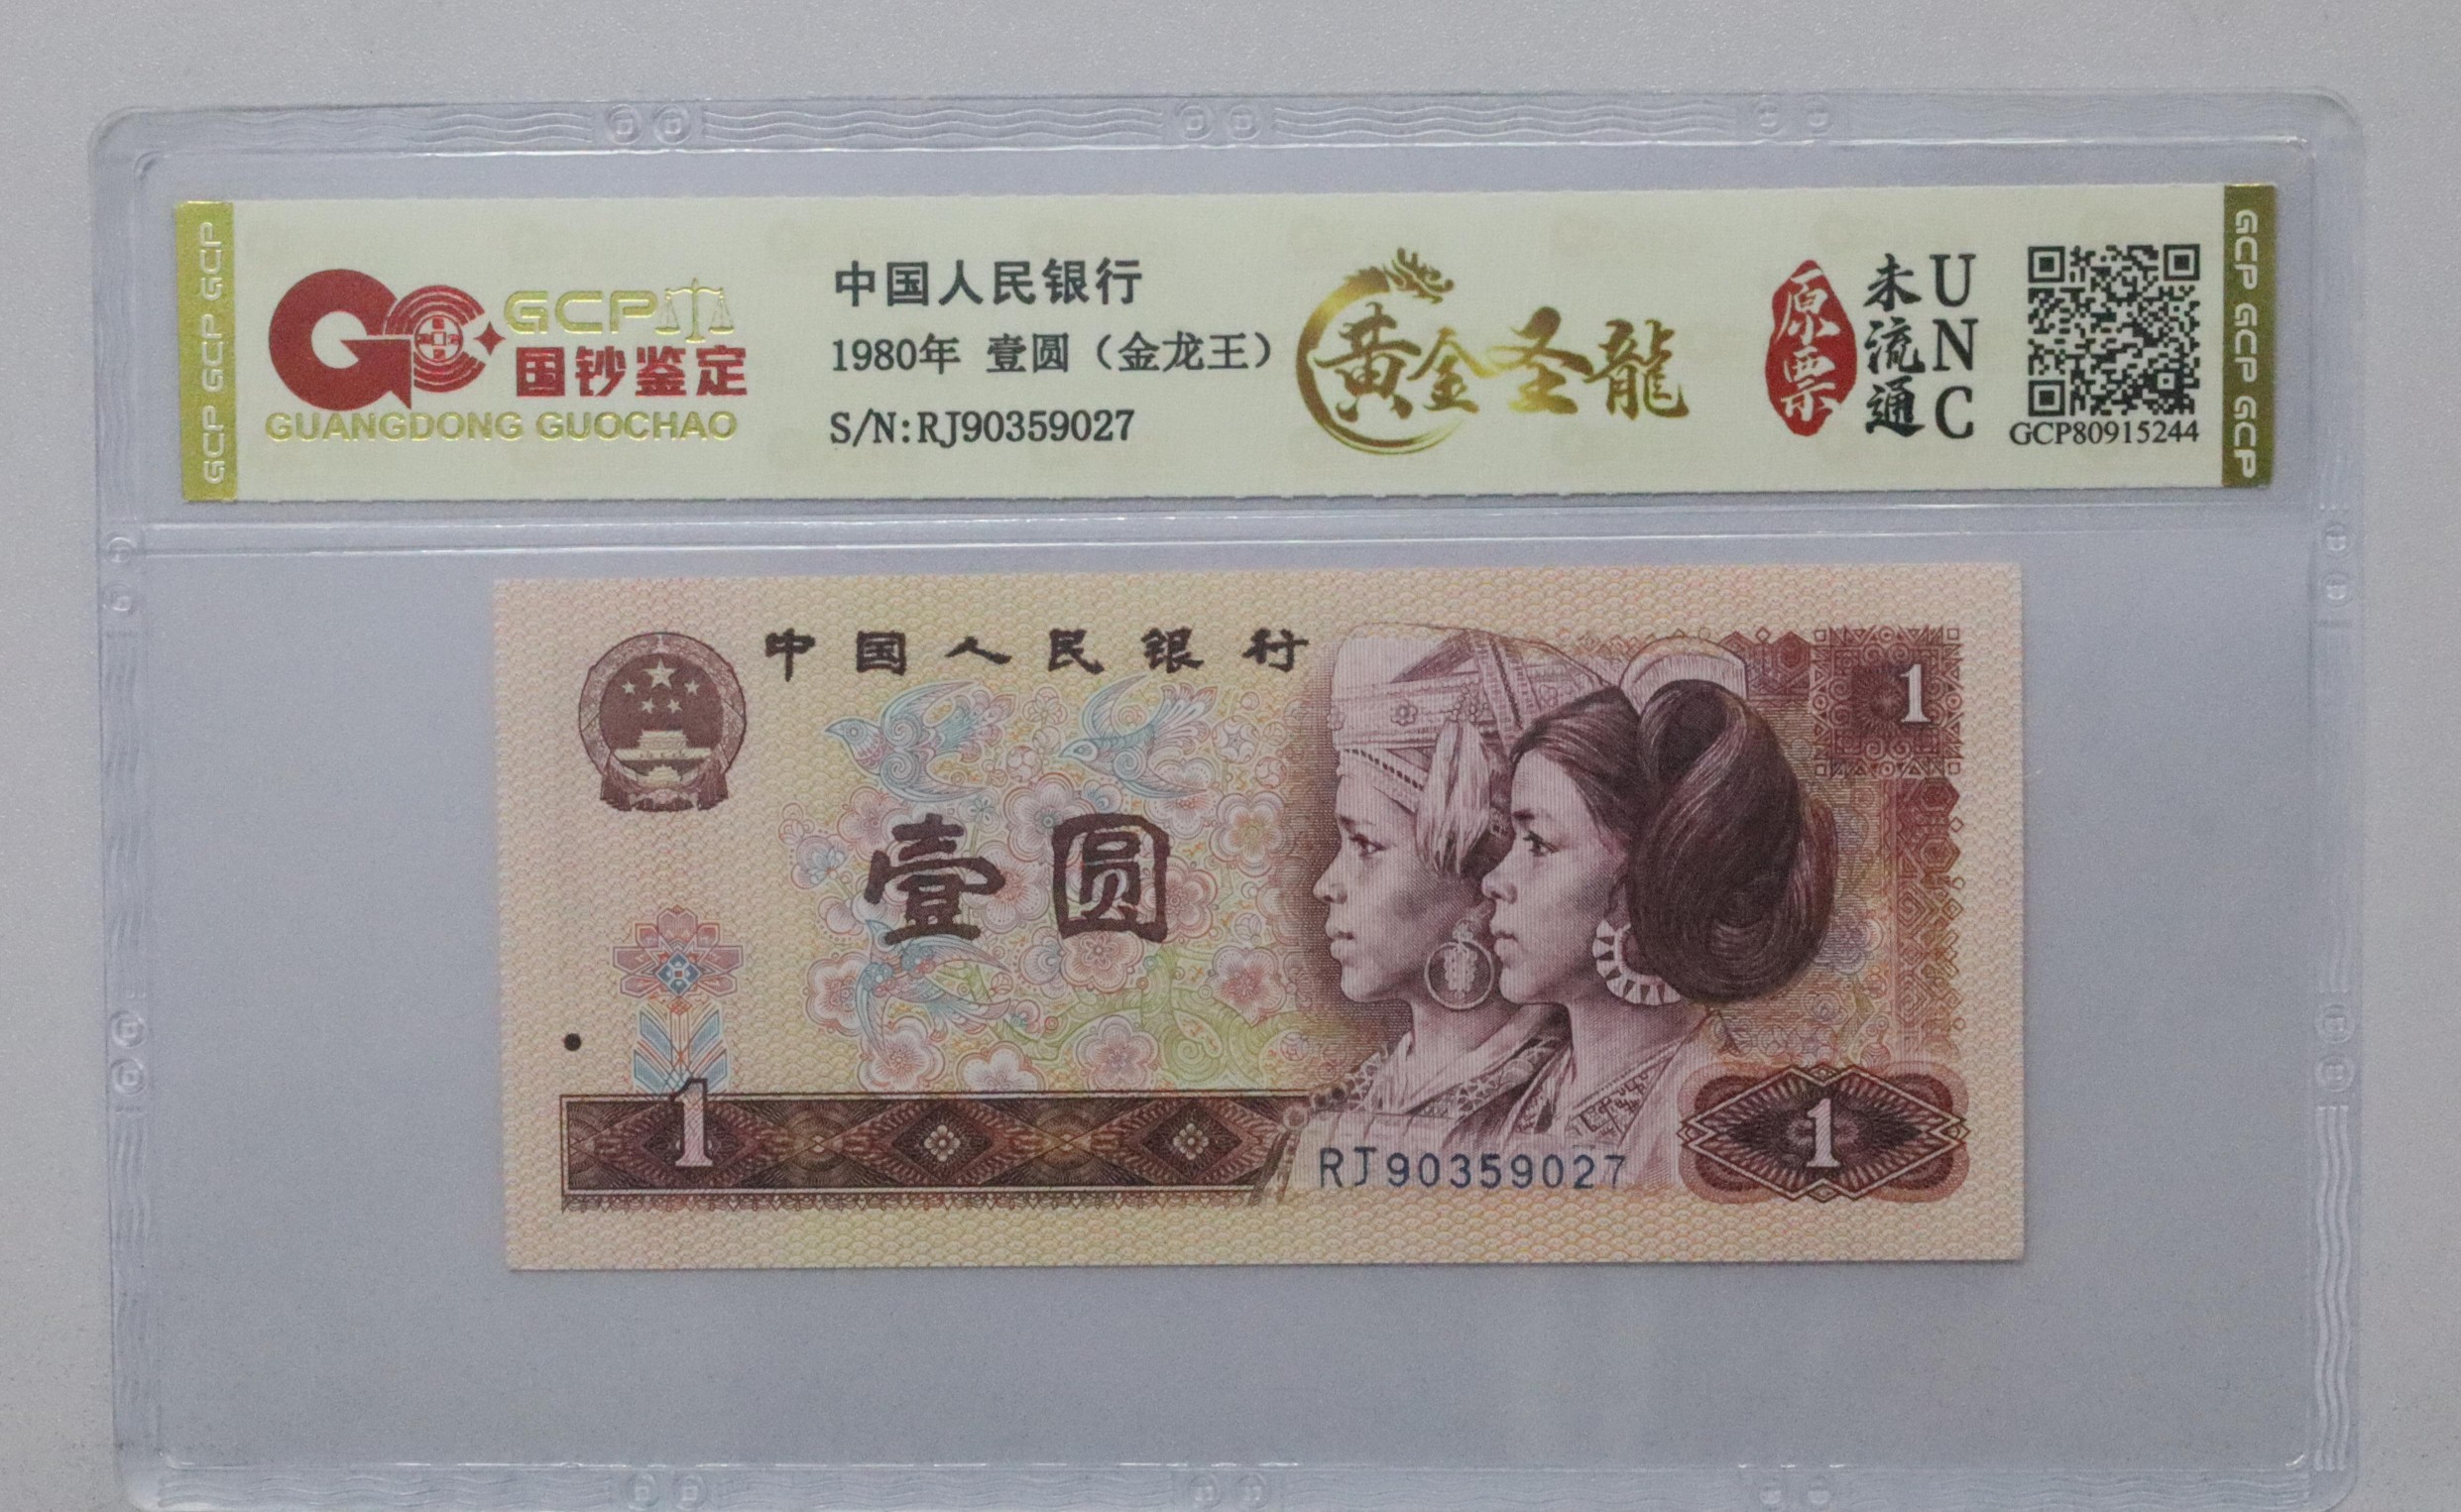 GCP GCP GCP
GCP
国钞鉴定
GUANGDONG GUOCHAO
中国人民银行
1980年 壹圆（金龙王）
S/N:RJ90359027
黄金圣龍
原票
未流通
UNC
GCP80915244
GCP GCP GCP
中国人民银行
1
壹圆
1
RJ90359027
1